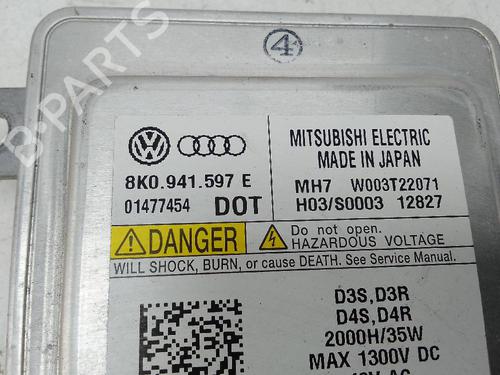 4
B-PARTS
MITSUBISHI ELECTRIC
MADE IN JAPAN
8K0.941.597 E
MH7 W003T22071
01477454 DOT
H03/S0003 12827
DANGER
Do not open.
HAZARDOUS VOLTAGE
WILL SHOCK, BURN, or cause DEATH. See Service Manual.
D3S,D3R
D4S,D4R
2000H/35W
MAX 1300V DC